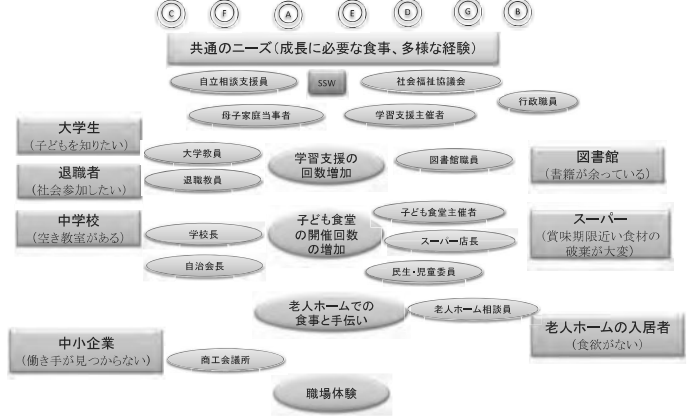 C F A E D G B
共通のニーズ（成長に必要な食事、多様な経験）
自立相談支援員
SSW
社会福祉協議会
行政職員
母子家庭当事者
学習支援主催者
大学生
（子どもを知りたい）
大学教員
学習支援の
回数増加
図書館職員
図書館
（書籍が余っている）
退職者
（社会参加したい）
退職教員
中学校
（空き教室がある）
学校長
子ども食堂
の開催回数
の増加
子ども食堂主催者
スーパー店長
スーパー
（賞味期限近い食材の
破棄が大変）
自治会長
民生・児童委員
老人ホームでの
食事と手伝い
老人ホーム相談員
老人ホームの入居者
（食欲がない）
中小企業
（働き手が見つからない）
商工会議所
職場体験